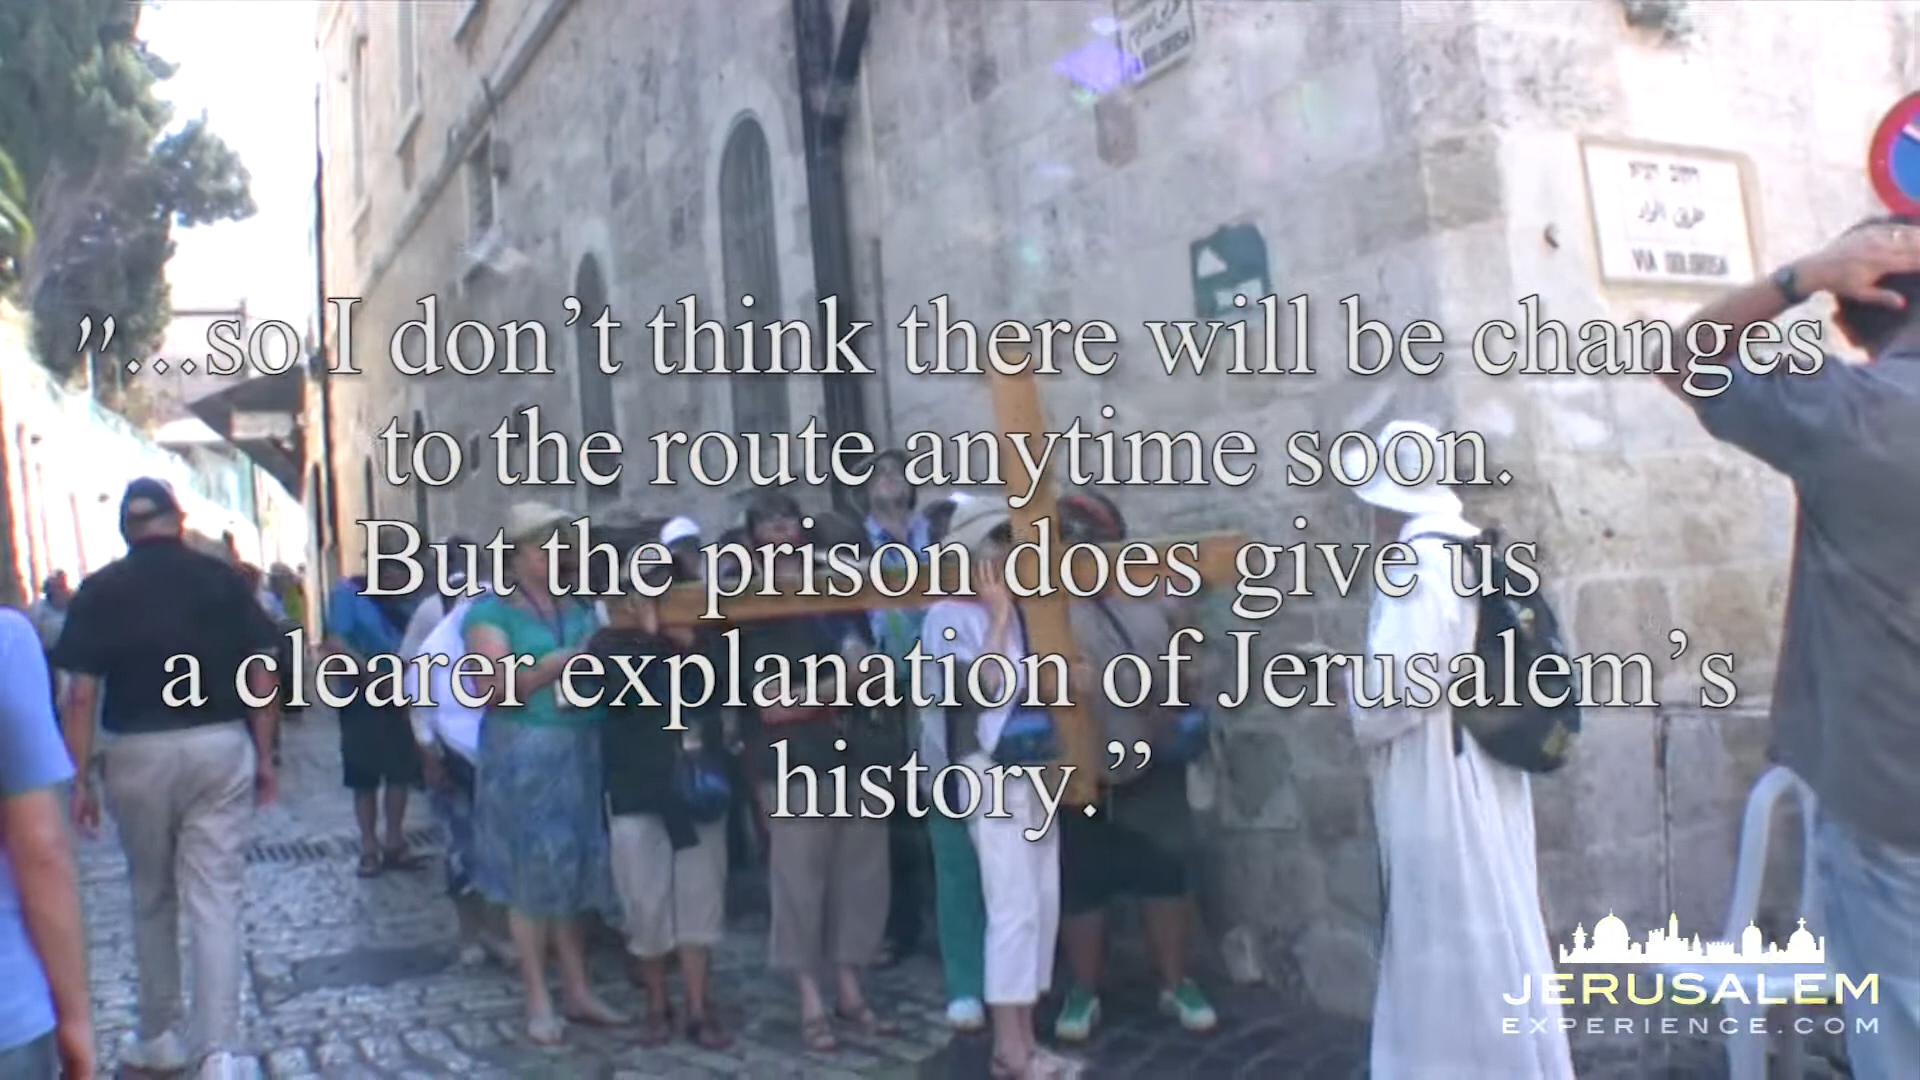 "...so I don’t think there will be changes
to the route anytime soon.
But the prison does give us
a clearer explanation of Jerusalem’s
history.”
VIA DOLOROSA
JERUSALEM
EXPERIENCE.COM